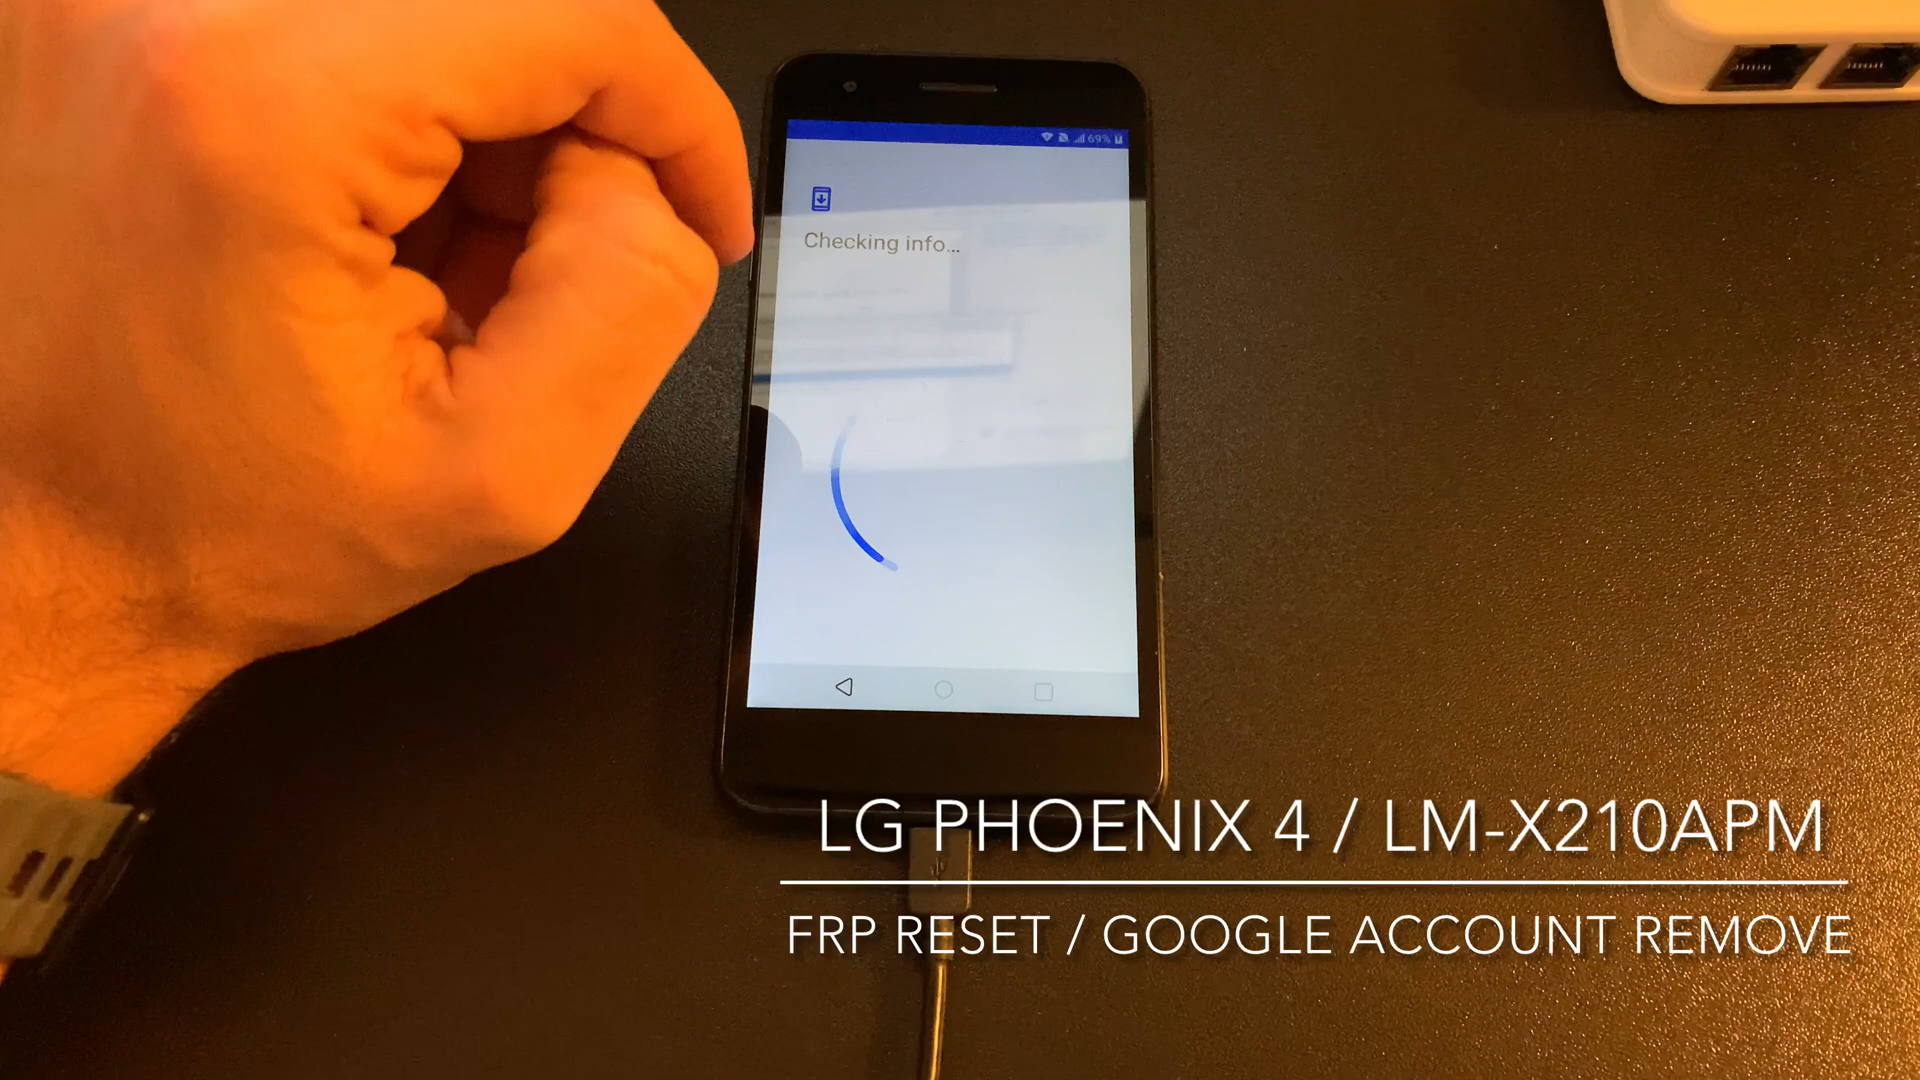 69%
Checking info...
LG PHOENIX 4 / LM-X210APM
FRP RESET / GOOGLE ACCOUNT REMOVE